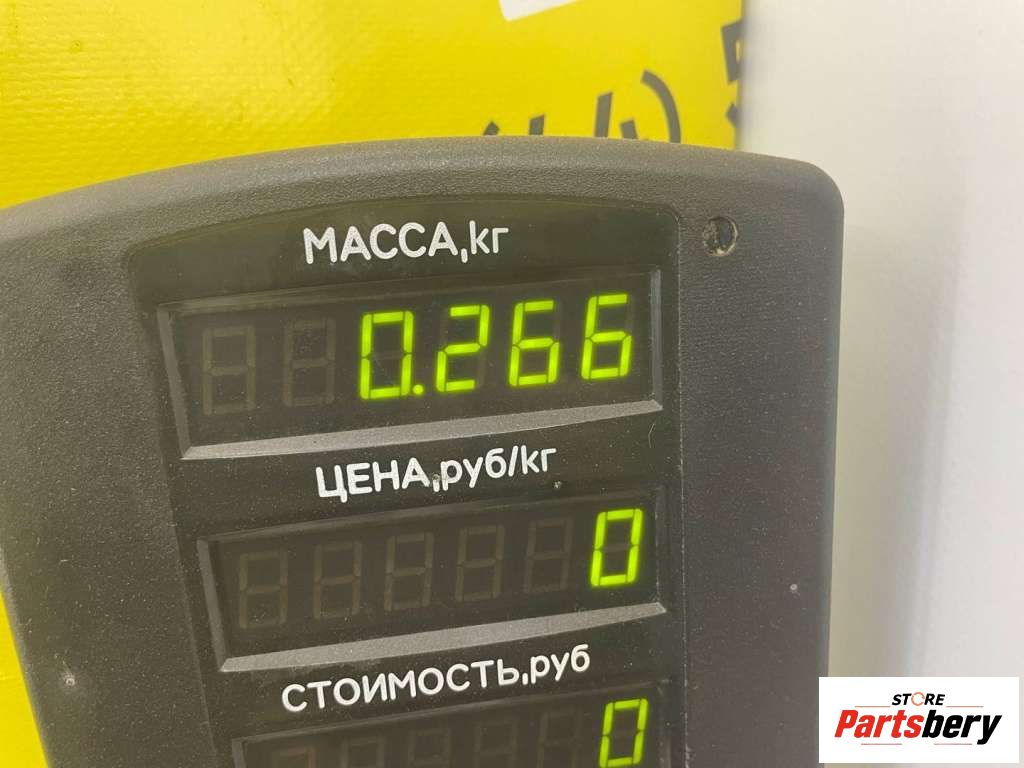 МАССА,кг
0.266
ЦЕНА,руб/кг
0
СТОИМОСТЬ,руб
0
STORE
Partsbery